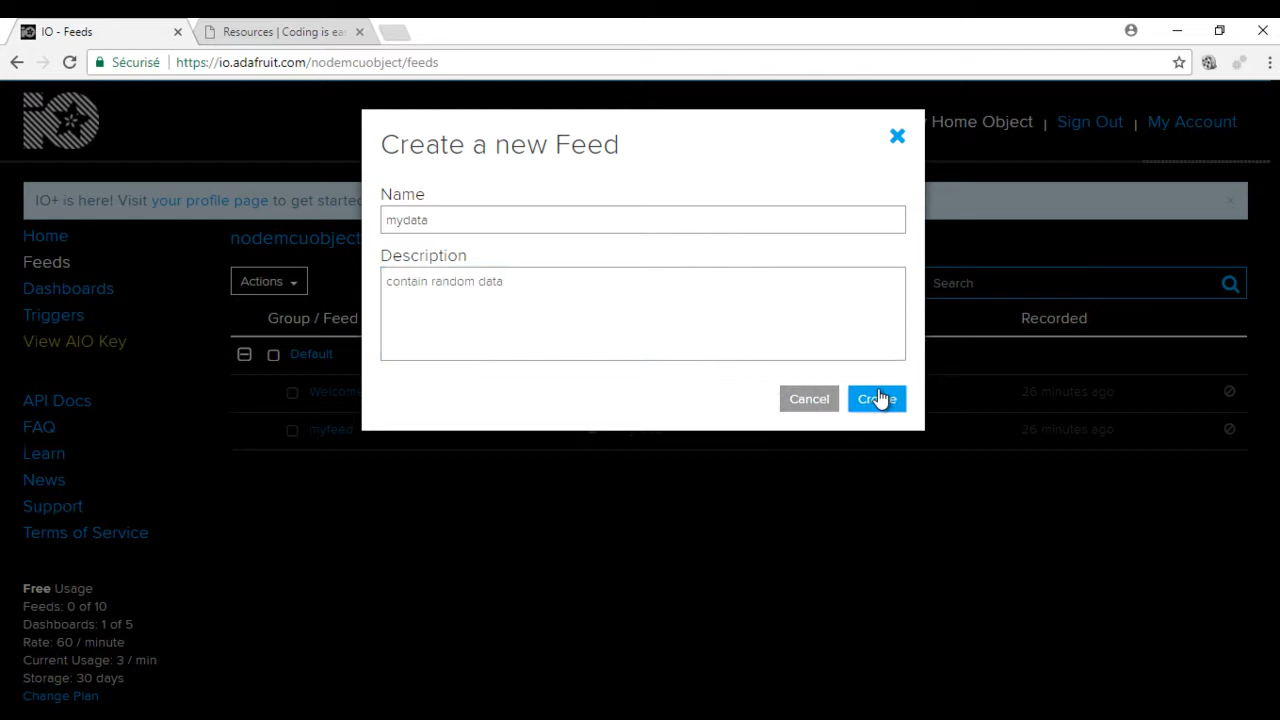 IO - Feeds
Resources | Coding is eas
Sécurisé https://io.adafruit.com/nodemcuobject/feeds
Home Object | Sign Out | My Account
IO+ is here! Visit your profile page to get started
Create a new Feed
Name
mydata
Description
contain random data
Cancel
Home
Feeds
Dashboards
Triggers
View AIO Key
API Docs
FAQ
Learn
News
Support
Terms of Service
nodemcuobject
Actions
Search
Group / Feed
Recorded
Default
Welcome
26 minutes ago
myfeed
26 minutes ago
Free Usage
Feeds: 0 of 10
Dashboards: 1 of 5
Rate: 60 / minute
Current Usage: 3 / min
Storage: 30 days
Change Plan